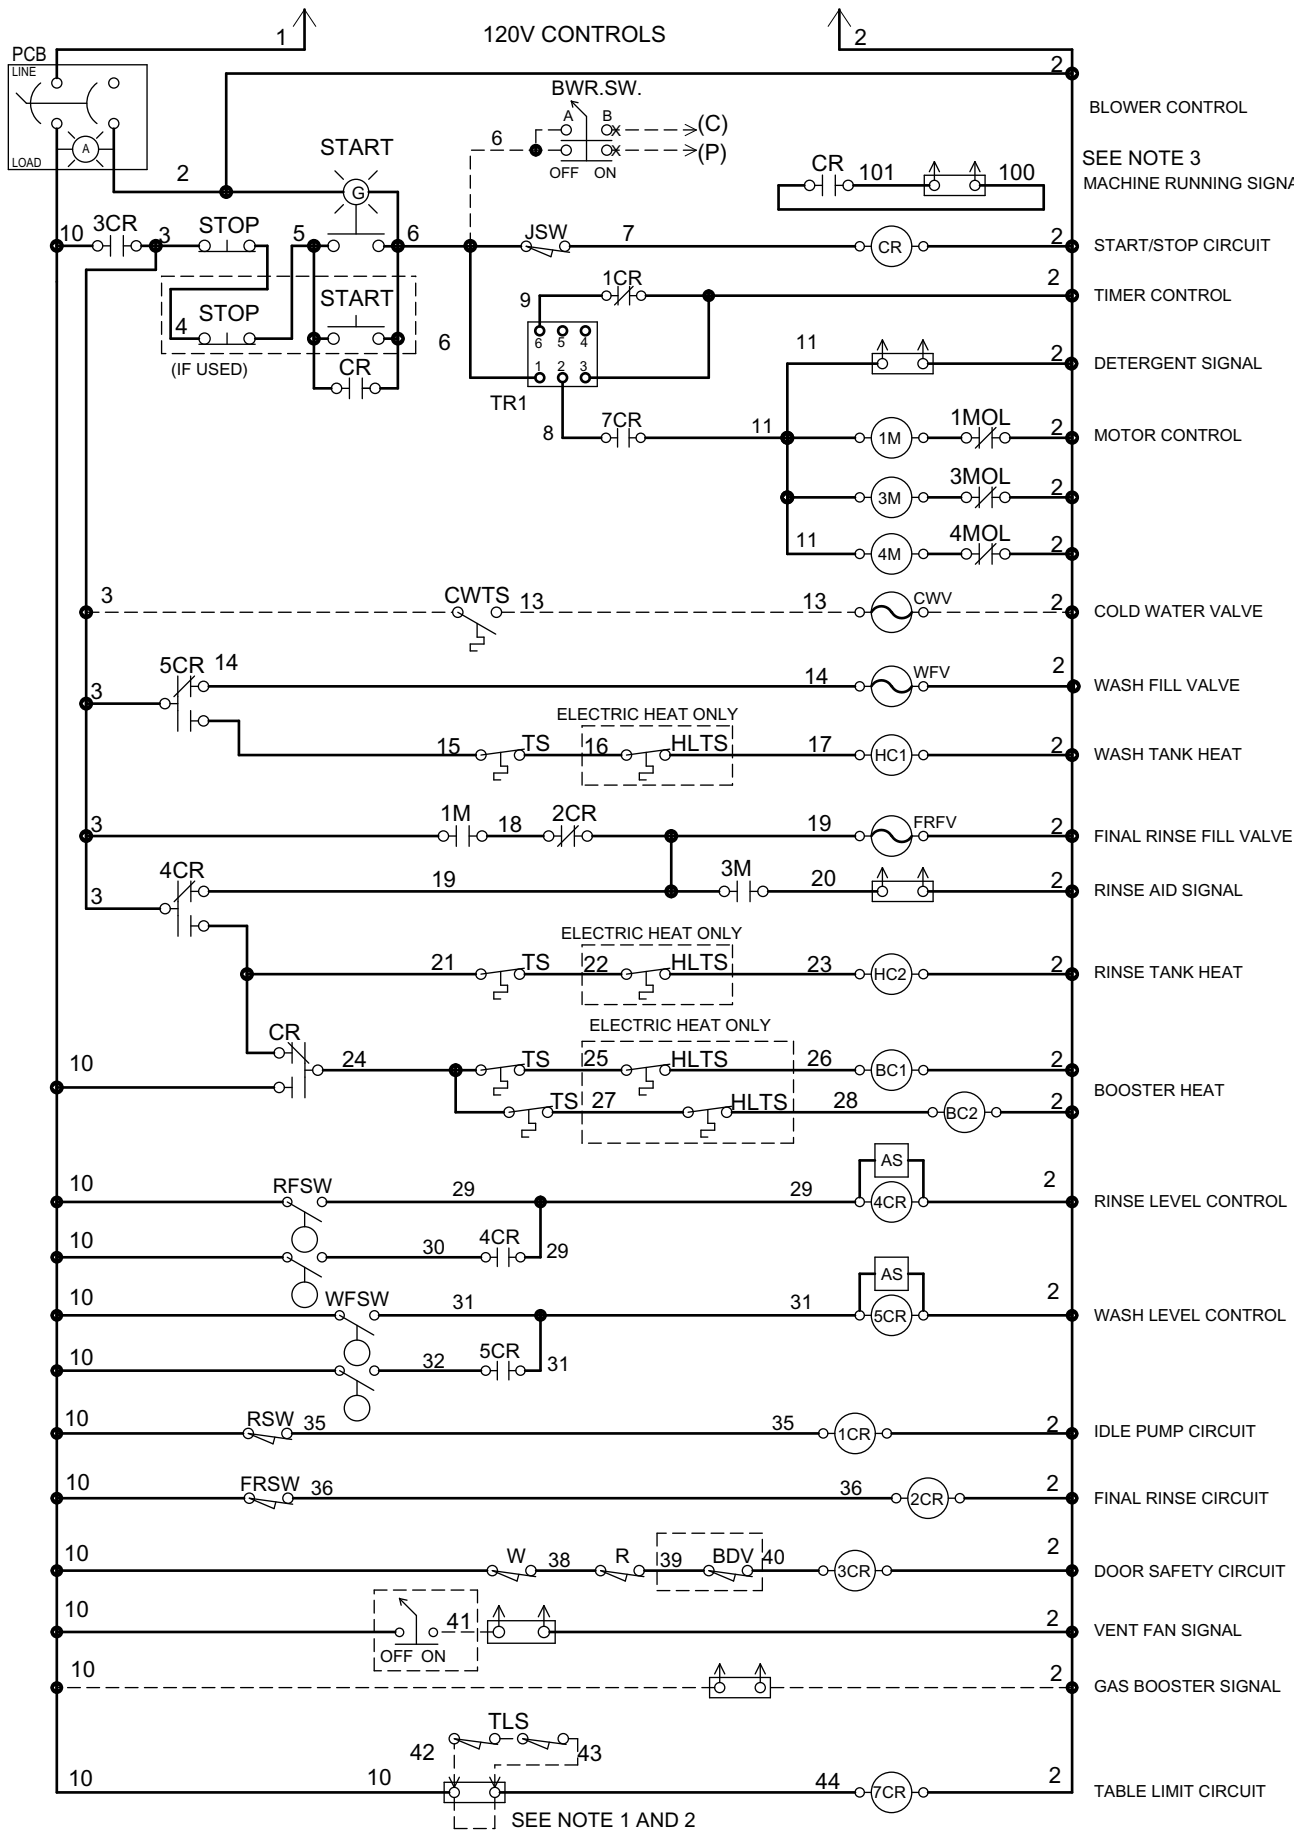 1
120V CONTROLS
2
PCB
LINE
A
LOAD
2
BLOWER CONTROL
BWR.SW.
A B
(C)
6
(P)
OFF ON
START
G
2
SEE NOTE 3
CR 101 100
MACHINE RUNNING SIGNA
10 3CR 3 STOP 5 6 JSW 7 CR 2 START/STOP CIRCUIT
4 STOP START
(IF USED)
CR
6
9 1CR 2 TIMER CONTROL
6 5 4
1 2 3
TR1
11 2 DETERGENT SIGNAL
8 7CR 11 1M 1MOL 2 MOTOR CONTROL
3M 3MOL 2
11 4M 4MOL 2
3 CWTS 13 13 CWV 2 COLD WATER VALVE
5CR 14 14 WFV 2 WASH FILL VALVE
3
ELECTRIC HEAT ONLY
15 TS 16 HLTS 17 HC1 2 WASH TANK HEAT
3 1M 18 2CR 19 FRFV 2 FINAL RINSE FILL VALVE
3 4CR 19 3M 20 2 RINSE AID SIGNAL
ELECTRIC HEAT ONLY
21 TS 22 HLTS 23 HC2 2 RINSE TANK HEAT
ELECTRIC HEAT ONLY
CR
10 24 TS 25 HLTS 26 BC1 2
BOOSTER HEAT
TS 27 HLTS 28 BC2 2
AS
10 RFSW 29 29 4CR 2 RINSE LEVEL CONTROL
10 30 4CR 29
AS
10 WFSW 31 31 5CR 2 WASH LEVEL CONTROL
10 32 5CR 31
10 RSW 35 35 1CR 2 IDLE PUMP CIRCUIT
10 FRSW 36 36 2CR 2 FINAL RINSE CIRCUIT
10 W 38 R 39 BDV 40 3CR 2 DOOR SAFETY CIRCUIT
10 41 2 VENT FAN SIGNAL
OFF ON
10 2 GAS BOOSTER SIGNAL
TLS
42 43
10 10 44 7CR 2 TABLE LIMIT CIRCUIT
SEE NOTE 1 AND 2